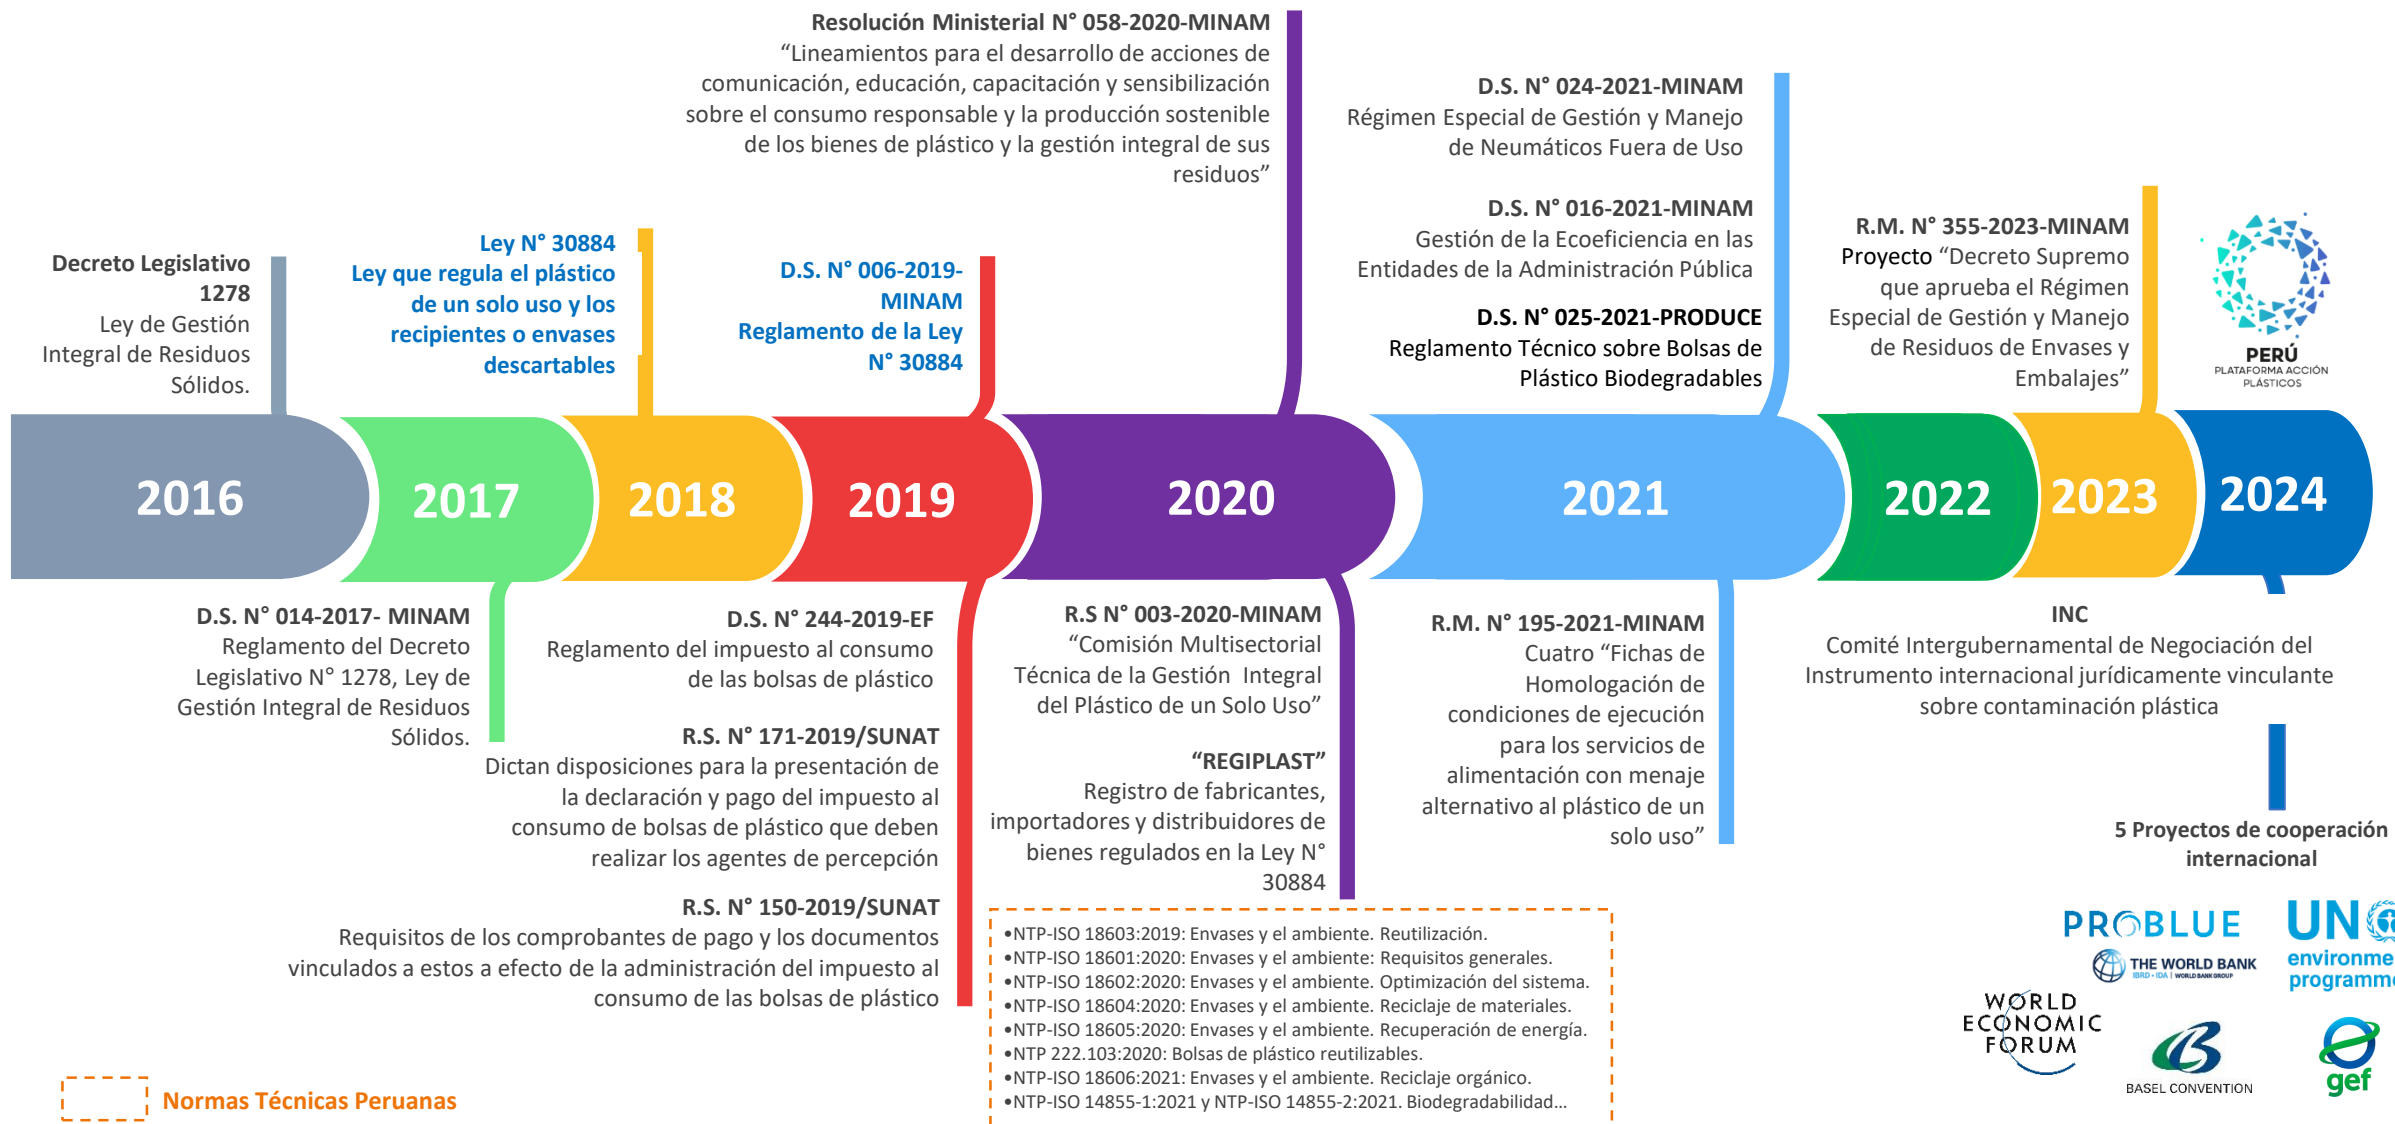 Resolución Ministerial N° 058-2020-MINAM
“Lineamientos para el desarrollo de acciones de
comunicación, educación, capacitación y sensibilización
sobre el consumo responsable y la producción sostenible
de los bienes de plástico y la gestión integral de sus
residuos”
D.S. N° 024-2021-MINAM
Régimen Especial de Gestión y Manejo
de Neumáticos Fuera de Uso
D.S. N° 016-2021-MINAM
Gestión de la Ecoeficiencia en las
Entidades de la Administración Pública
D.S. N° 025-2021-PRODUCE
Reglamento Técnico sobre Bolsas de
Plástico Biodegradables
Decreto Legislativo
1278
Ley de Gestión
Integral de Residuos
Sólidos.
Ley N° 30884
Ley que regula el plástico
de un solo uso y los
recipientes o envases
descartables
D.S. N° 006-2019-
MINAM
Reglamento de la Ley
N° 30884
R.M. N° 355-2023-MINAM
Proyecto “Decreto Supremo
que aprueba el Régimen
Especial de Gestión y Manejo
de Residuos de Envases y
Embalajes”
PERÚ
PLATAFORMA ACCIÓN
PLÁSTICOS
2016
2017
2018
2019
2020
2021
2022
2023
2024
D.S. N° 014-2017- MINAM
Reglamento del Decreto
Legislativo N° 1278, Ley de
Gestión Integral de Residuos
Sólidos.
D.S. N° 244-2019-EF
Reglamento del impuesto al consumo
de las bolsas de plástico
R.S. N° 171-2019/SUNAT
Dictan disposiciones para la presentación de
la declaración y pago del impuesto al
consumo de bolsas de plástico que deben
realizar los agentes de percepción
R.S. N° 150-2019/SUNAT
Requisitos de los comprobantes de pago y los documentos
vinculados a estos a efecto de la administración del impuesto al
consumo de las bolsas de plástico
R.S N° 003-2020-MINAM
“Comisión Multisectorial
Técnica de la Gestión Integral
del Plástico de un Solo Uso”
“REGIPLAST”
Registro de fabricantes,
importadores y distribuidores de
bienes regulados en la Ley N°
30884
R.M. N° 195-2021-MINAM
Cuatro “Fichas de
Homologación de
condiciones de ejecución
para los servicios de
alimentación con menaje
alternativo al plástico de un
solo uso”
INC
Comité Intergubernamental de Negociación del
Instrumento internacional jurídicamente vinculante
sobre contaminación plástica
5 Proyectos de cooperación
internacional
PROBLUE
THE WORLD BANK
IBRD • IDA | WORLD BANK GROUP
UN
environme
programme
WORLD
ECONOMIC
FORUM
BASEL CONVENTION
gef
•NTP-ISO 18603:2019: Envases y el ambiente. Reutilización.
•NTP-ISO 18601:2020: Envases y el ambiente: Requisitos generales.
•NTP-ISO 18602:2020: Envases y el ambiente. Optimización del sistema.
•NTP-ISO 18604:2020: Envases y el ambiente. Reciclaje de materiales.
•NTP-ISO 18605:2020: Envases y el ambiente. Recuperación de energía.
•NTP 222.103:2020: Bolsas de plástico reutilizables.
•NTP-ISO 18606:2021: Envases y el ambiente. Reciclaje orgánico.
•NTP-ISO 14855-1:2021 y NTP-ISO 14855-2:2021. Biodegradabilidad...
Normas Técnicas Peruanas